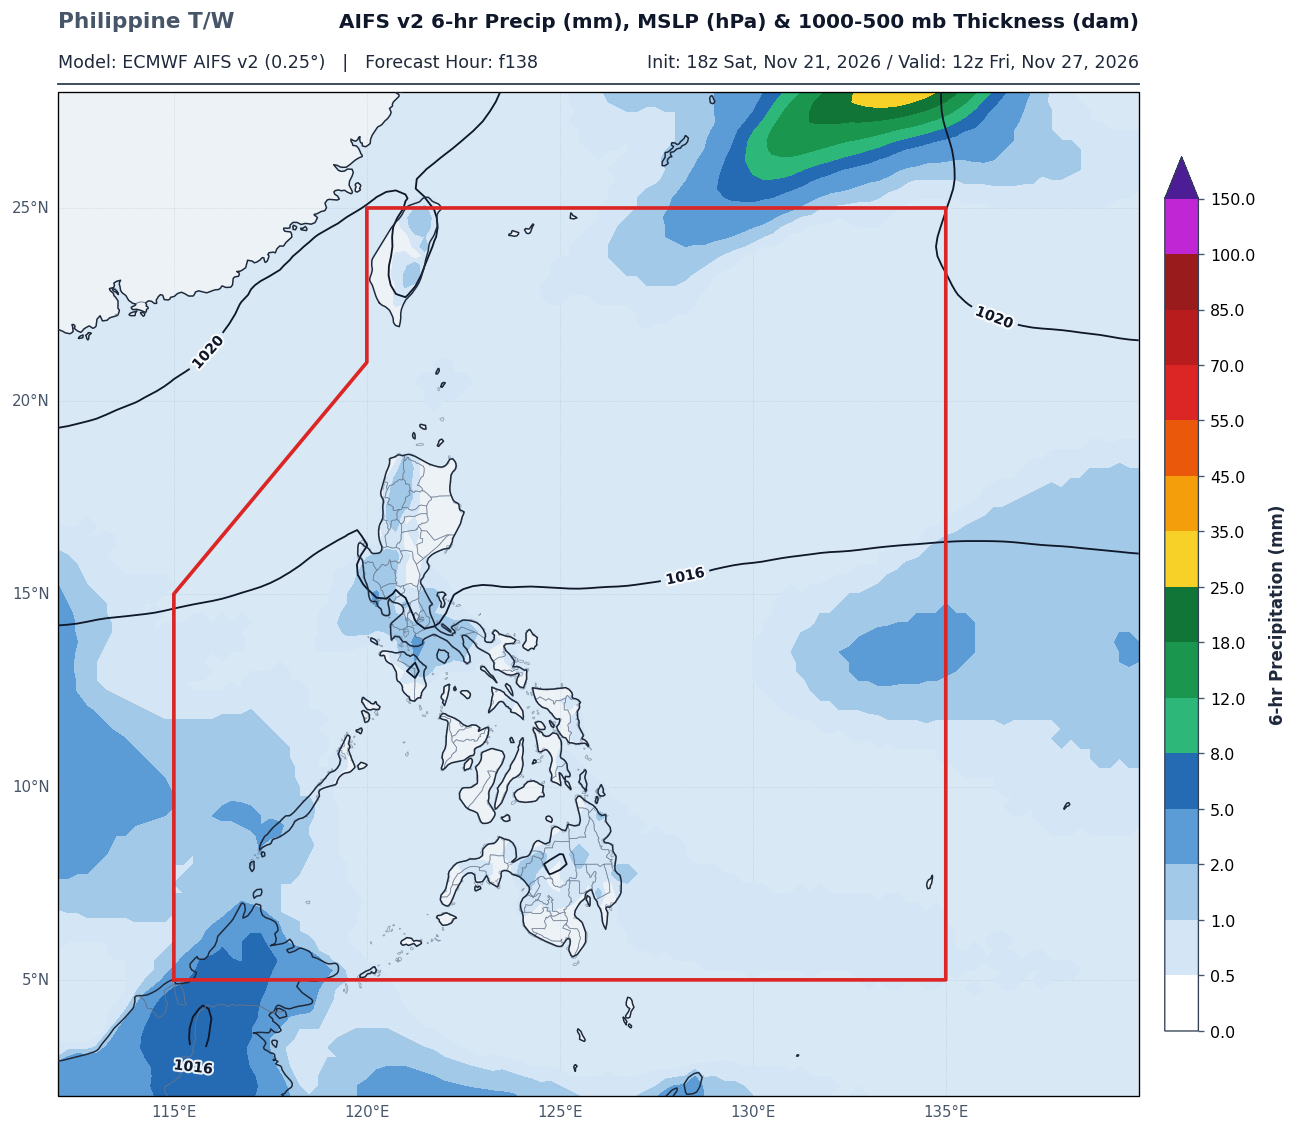 Philippine T/W
AIFS v2 6-hr Precip (mm), MSLP (hPa) & 1000-500 mb Thickness (dam)
Model: ECMWF AIFS v2 (0.25°) | Forecast Hour: f138
Init: 18z Sat, Nov 21, 2026 / Valid: 12z Fri, Nov 27, 2026
25°N
20°N
15°N
10°N
5°N
1020
1020
1016
1016
115°E
120°E
125°E
130°E
135°E
150.0
100.0
85.0
70.0
55.0
45.0
35.0
25.0
18.0
12.0
8.0
5.0
2.0
1.0
0.5
0.0
6-hr Precipitation (mm)